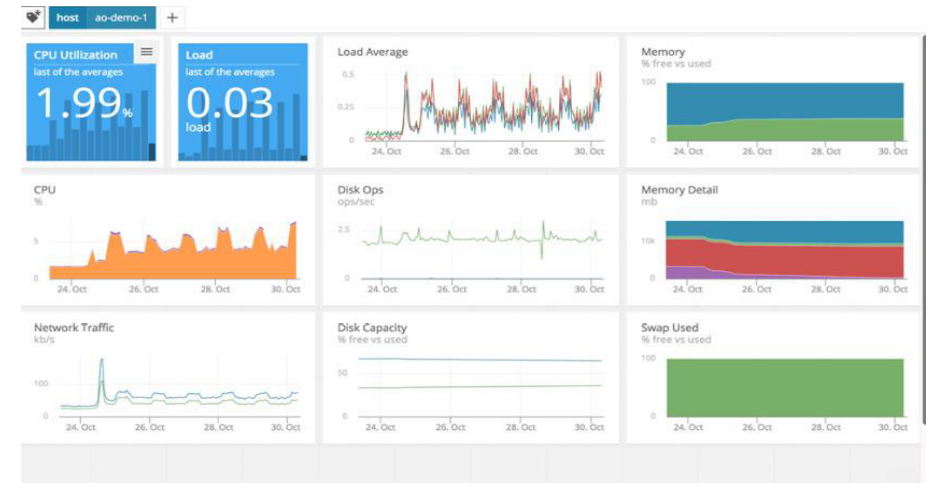 host ao-demo-1 +
CPU Utilization
last of the averages
1.99%
Load
last of the averages
0.03
load
Load Average
0.5
0.25
0
24. Oct 26. Oct 28. Oct 30. Oct
Memory
% free vs used
100
0
24. Oct 26. Oct 28. Oct 30. Oct
CPU
%
5
0
24. Oct 26. Oct 28. Oct 30. Oct
Disk Ops
ops/sec
2.5
0
24. Oct 26. Oct 28. Oct 30. Oct
Memory Detail
mb
10k
0
24. Oct 26. Oct 28. Oct 30. Oct
Network Traffic
kb/s
100
0
24. Oct 26. Oct 28. Oct 30. Oct
Disk Capacity
% free vs used
50
0
24. Oct 26. Oct 28. Oct 30. Oct
Swap Used
% free vs used
100
0
24. Oct 26. Oct 28. Oct 30. Oct